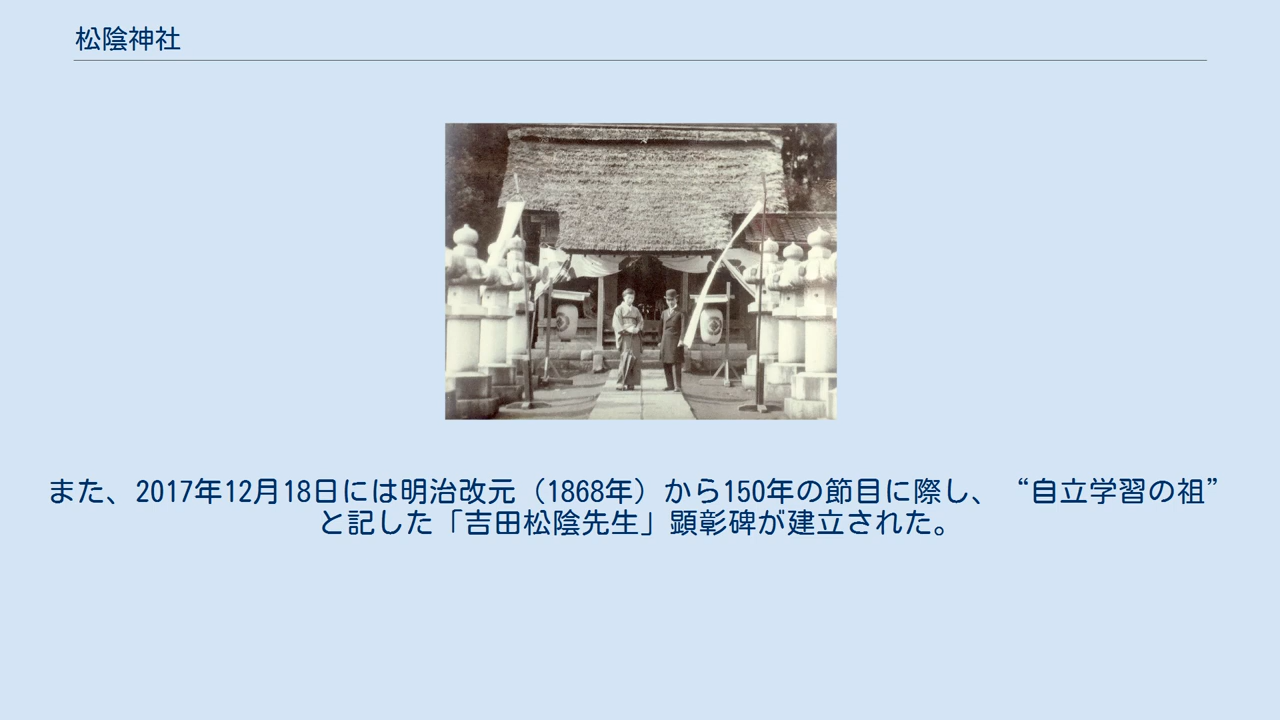 松陰神社
また、2017年12月18日には明治改元（1868年）から150年の節目に際し、“自立学習の祖”
と記した「吉田松陰先生」顕彰碑が建立された。